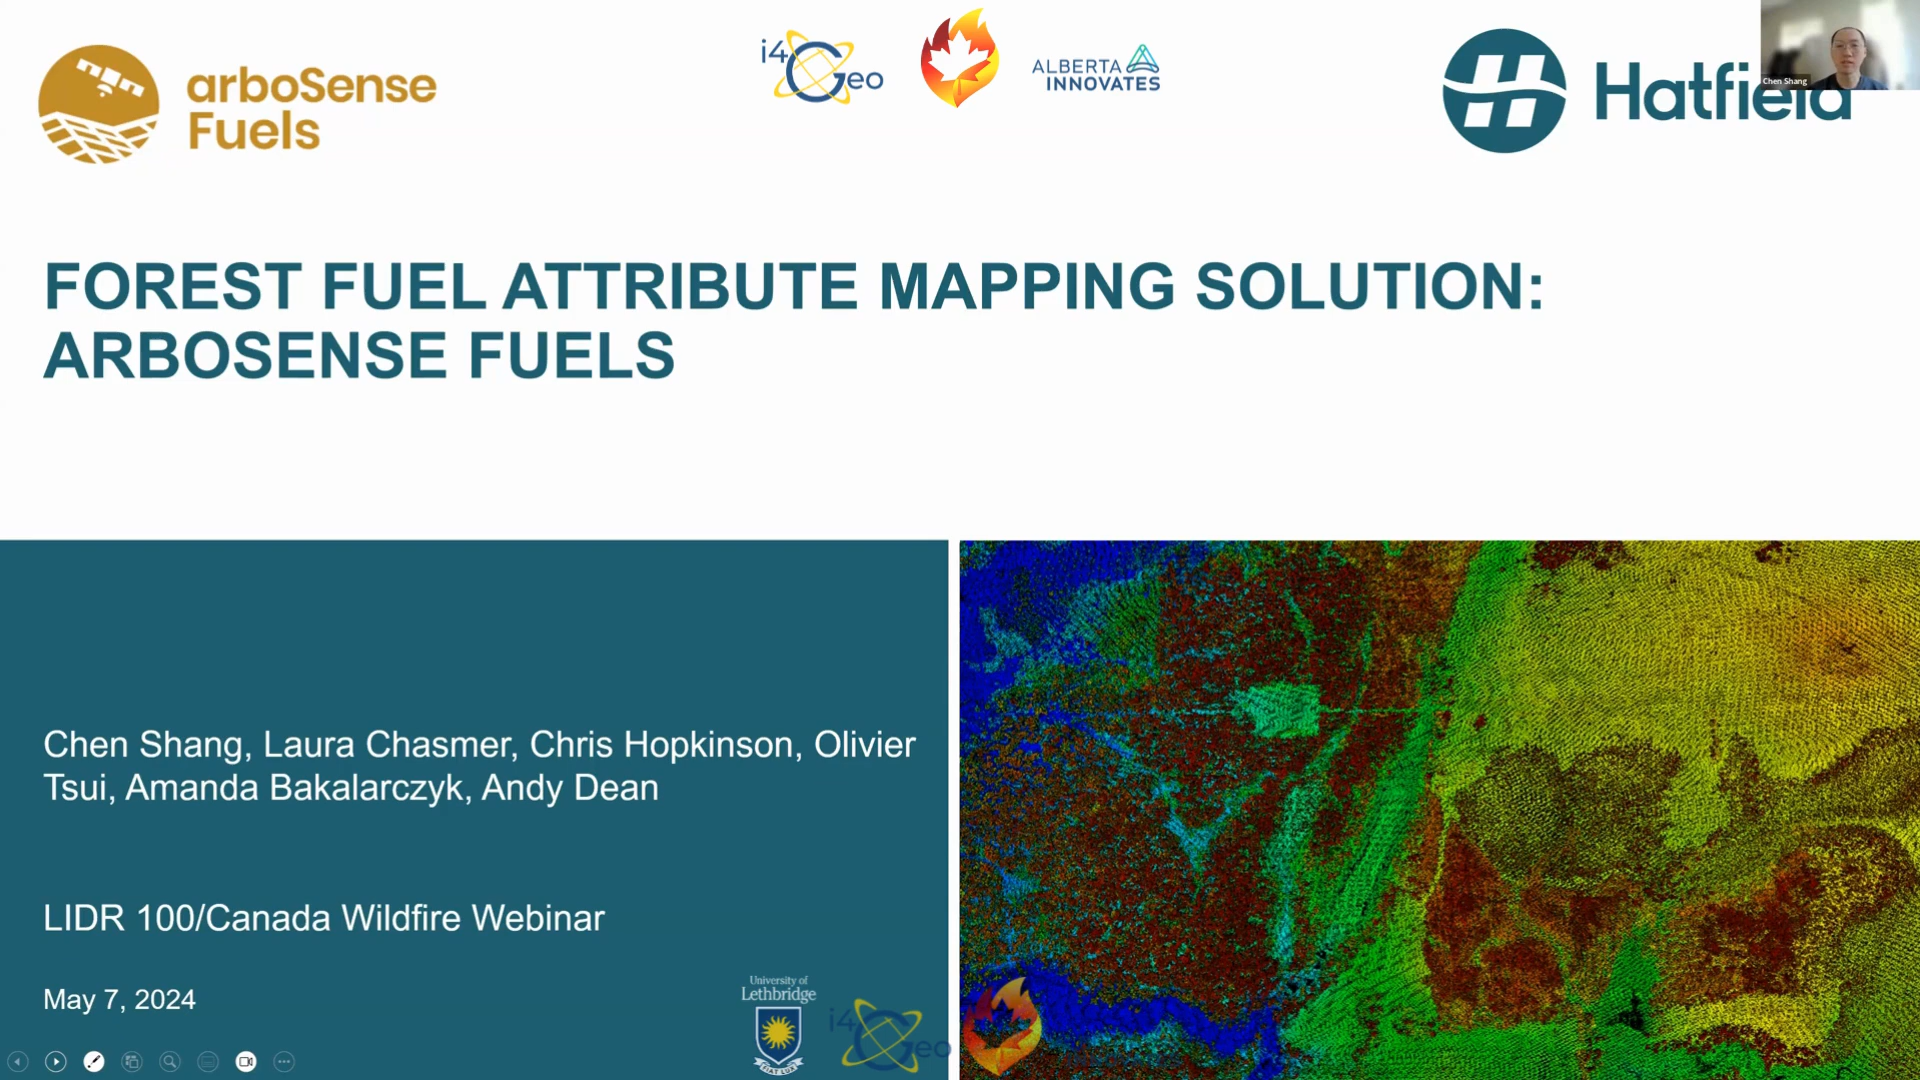 arboSense
Fuels
i4Geo
ALBERTA
INNOVATES
Hatfield
Chen Shang
FOREST FUEL ATTRIBUTE MAPPING SOLUTION:
ARBOSENSE FUELS
Chen Shang, Laura Chasmer, Chris Hopkinson, Olivier
Tsui, Amanda Bakalarczyk, Andy Dean
LIDR 100/Canada Wildfire Webinar
May 7, 2024
University of
Lethbridge
FIAT LUX
i4Geo